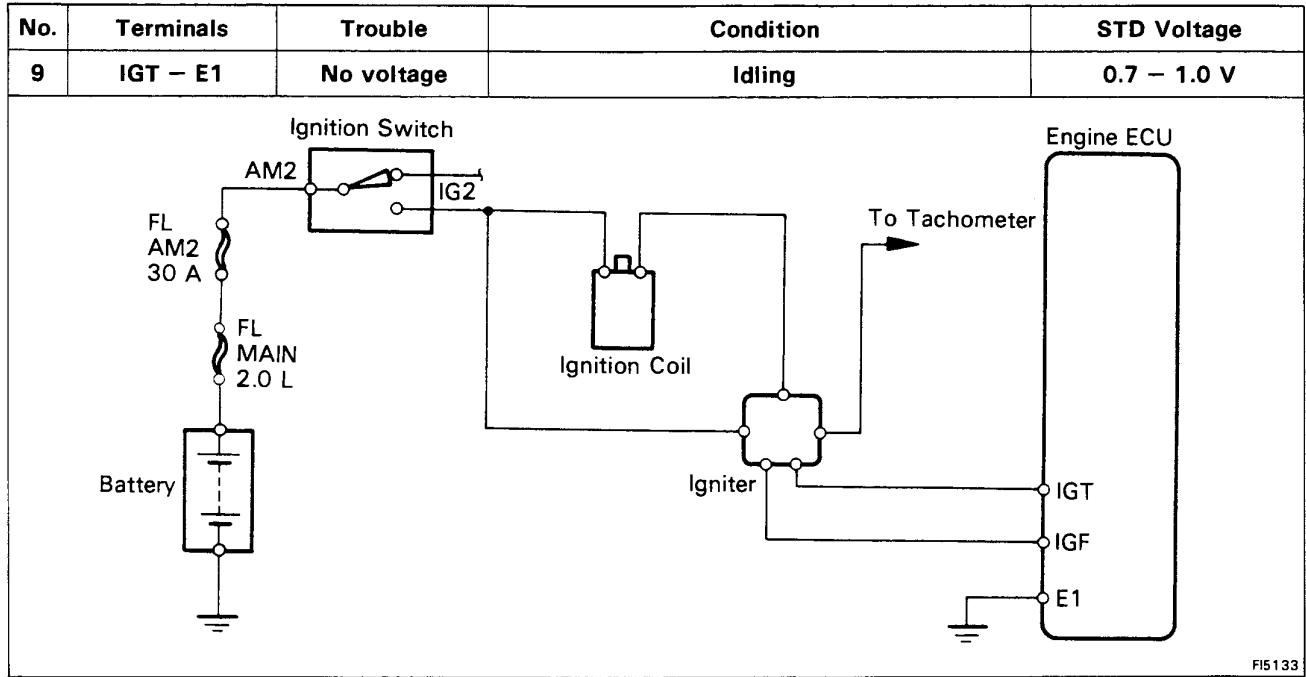 No. Terminals Trouble Condition STD Voltage
9 IGT – E1 No voltage Idling 0.7 – 1.0 V
Ignition Switch
Engine ECU
AM2
IG2
To Tachometer
FL
AM2
30 A
FL
MAIN
2.0 L
Ignition Coil
Battery
Igniter
IGT
IGF
E1
FI5133